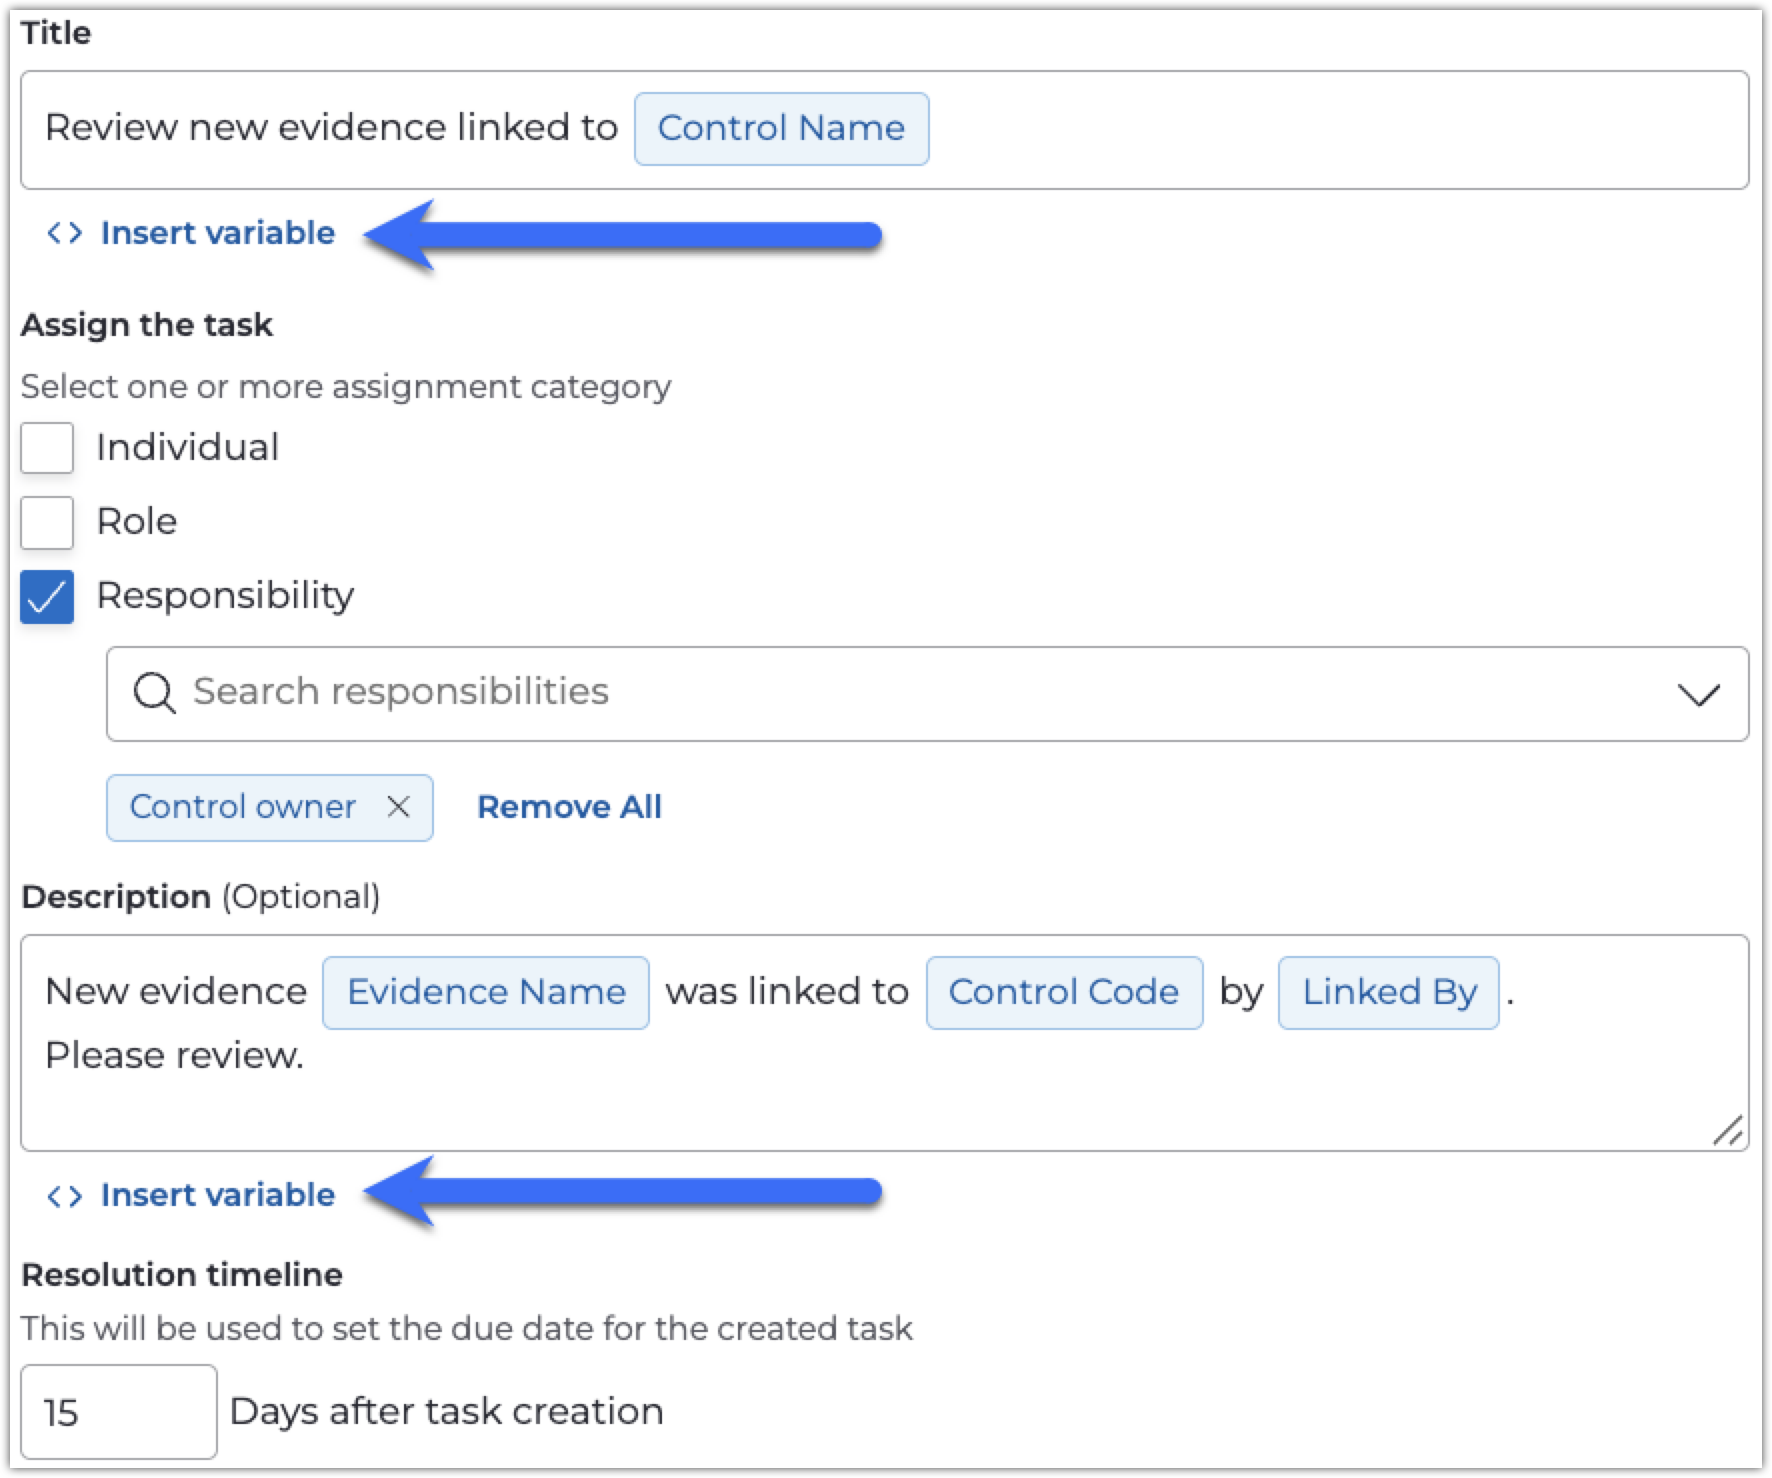 Title
Review new evidence linked to Control Name
<> Insert variable
Assign the task
Select one or more assignment category
Individual
Role
Responsibility
Search responsibilities
Control owner × Remove All
Description (Optional)
New evidence Evidence Name was linked to Control Code by Linked By .
Please review.
<> Insert variable
Resolution timeline
This will be used to set the due date for the created task
15 Days after task creation